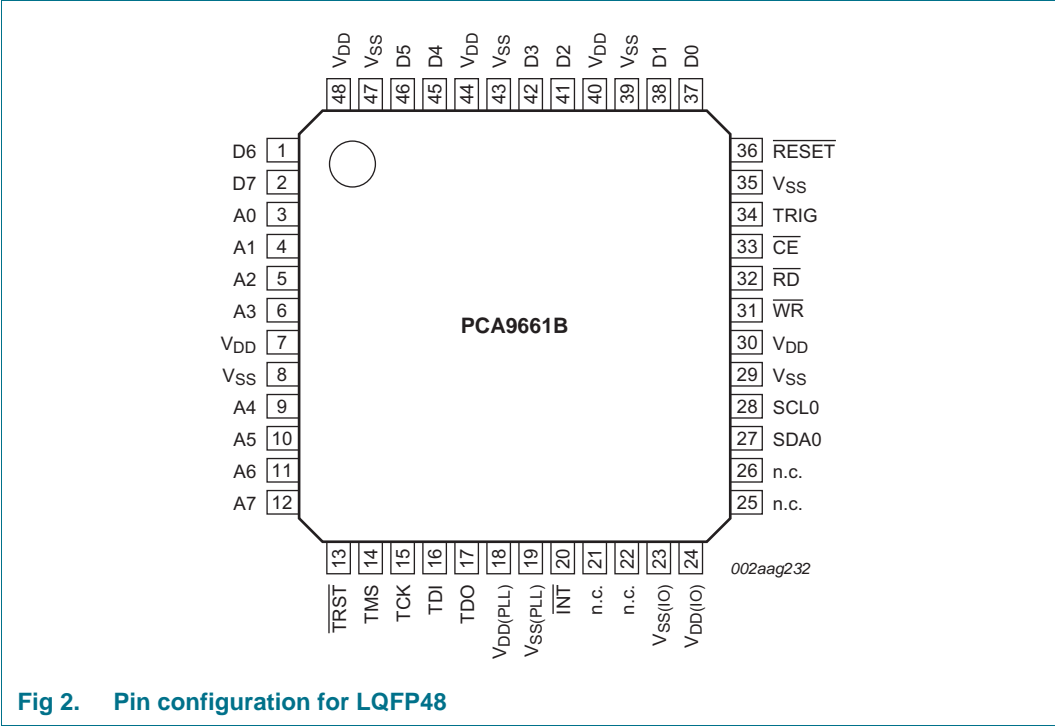 48 VDD
47 VSS
46 D5
45 D4
44 VDD
43 VSS
42 D3
41 D2
40 VDD
39 VSS
38 D1
37 D0
D6 1
D7 2
A0 3
A1 4
A2 5
A3 6
VDD 7
VSS 8
A4 9
A5 10
A6 11
A7 12
PCA9661B
36 RESET
35 VSS
34 TRIG
33 CE
32 RD
31 WR
30 VDD
29 VSS
28 SCL0
27 SDA0
26 n.c.
25 n.c.
TRST 13
TMS 14
TCK 15
TDI 16
TDO 17
VDD(PLL) 18
VSS(PLL) 19
INT 20
n.c. 21
n.c. 22
VSS(IO) 23
VDD(IO) 24
002aag232
Fig 2. Pin configuration for LQFP48